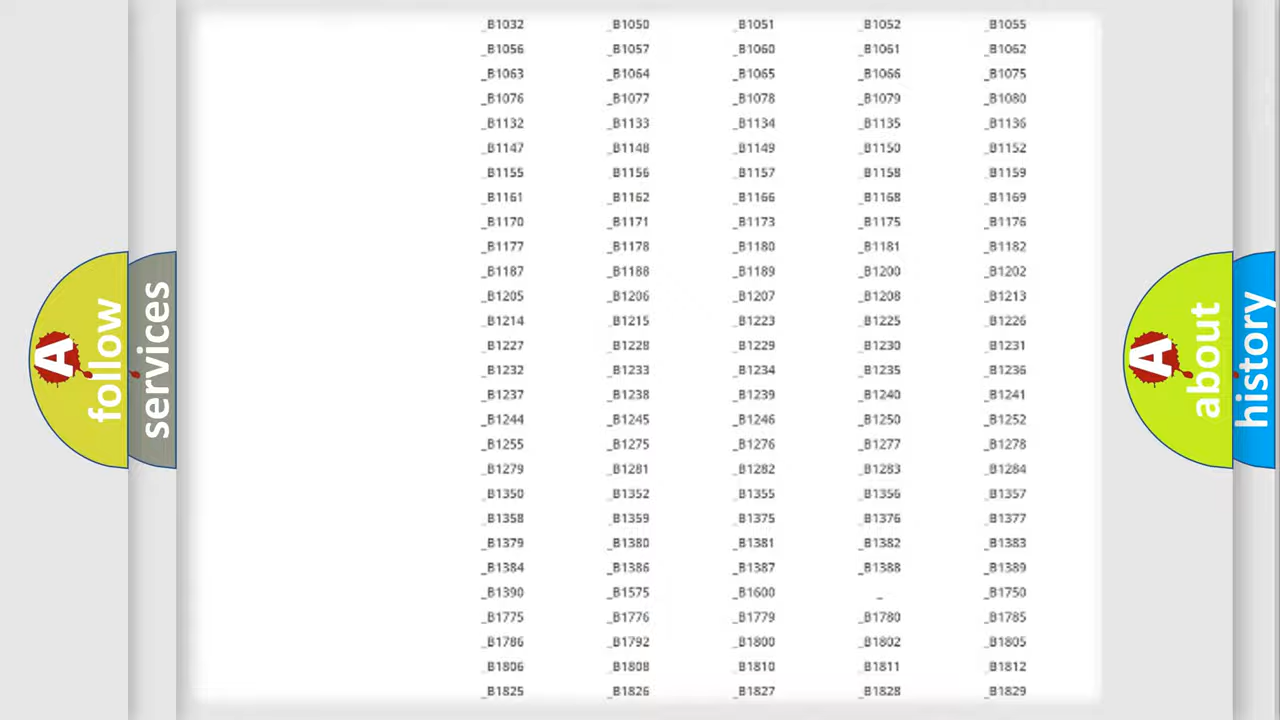 _B1032 _B1050 _B1051 _B1052 _B1055
_B1056 _B1057 _B1060 _B1061 _B1062
_B1063 _B1064 _B1065 _B1066 _B1075
_B1076 _B1077 _B1078 _B1079 _B1080
_B1132 _B1133 _B1134 _B1135 _B1136
_B1147 _B1148 _B1149 _B1150 _B1152
_B1155 _B1156 _B1157 _B1158 _B1159
_B1161 _B1162 _B1166 _B1168 _B1169
_B1170 _B1171 _B1173 _B1175 _B1176
_B1177 _B1178 _B1180 _B1181 _B1182
_B1187 _B1188 _B1189 _B1200 _B1202
_B1205 _B1206 _B1207 _B1208 _B1213
_B1214 _B1215 _B1223 _B1225 _B1226
_B1227 _B1228 _B1229 _B1230 _B1231
_B1232 _B1233 _B1234 _B1235 _B1236
_B1237 _B1238 _B1239 _B1240 _B1241
_B1244 _B1245 _B1246 _B1250 _B1252
_B1255 _B1275 _B1276 _B1277 _B1278
_B1279 _B1281 _B1282 _B1283 _B1284
_B1350 _B1352 _B1355 _B1356 _B1357
_B1358 _B1359 _B1375 _B1376 _B1377
_B1379 _B1380 _B1381 _B1382 _B1383
_B1384 _B1386 _B1387 _B1388 _B1389
_B1390 _B1575 _B1600 _ _B1750
_B1775 _B1776 _B1779 _B1780 _B1785
_B1786 _B1792 _B1800 _B1802 _B1805
_B1806 _B1808 _B1810 _B1811 _B1812
_B1825 _B1826 _B1827 _B1828 _B1829
A
follow
services
A
about
history